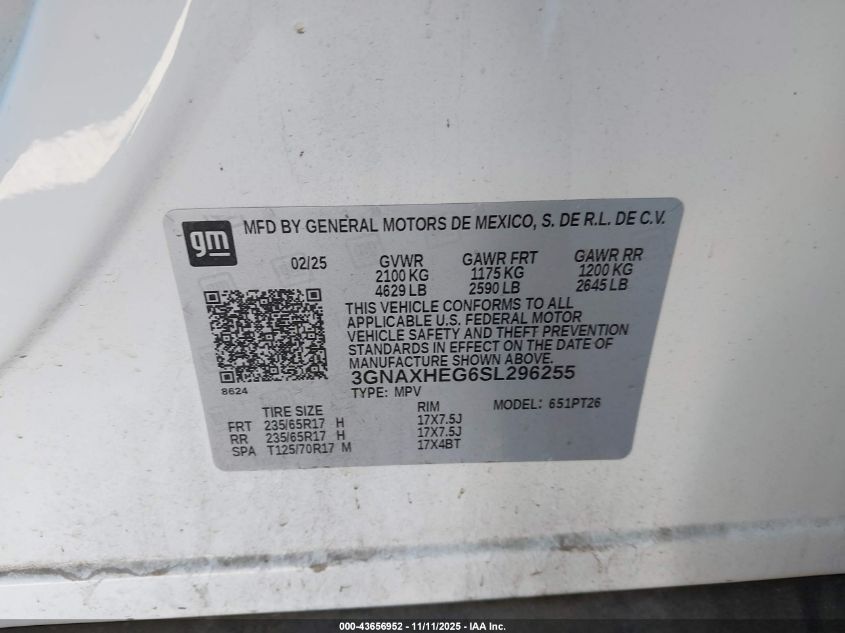 gm
MFD BY GENERAL MOTORS DE MEXICO, S. DE R.L. DE C.V.
02/25 GVWR GAWR FRT GAWR RR
2100 KG 1175 KG 1200 KG
4629 LB 2590 LB 2645 LB
THIS VEHICLE CONFORMS TO ALL
APPLICABLE U.S. FEDERAL MOTOR
VEHICLE SAFETY AND THEFT PREVENTION
STANDARDS IN EFFECT ON THE DATE OF
MANUFACTURE SHOWN ABOVE.
3GNAXHEG6SL296255
8624 TYPE: MPV
TIRE SIZE RIM MODEL: 651PT26
FRT 235/65R17 H 17X7.5J
RR 235/65R17 H 17X7.5J
SPA T125/70R17 M 17X4BT
000-43656952 - 11/11/2025 - IAA Inc.